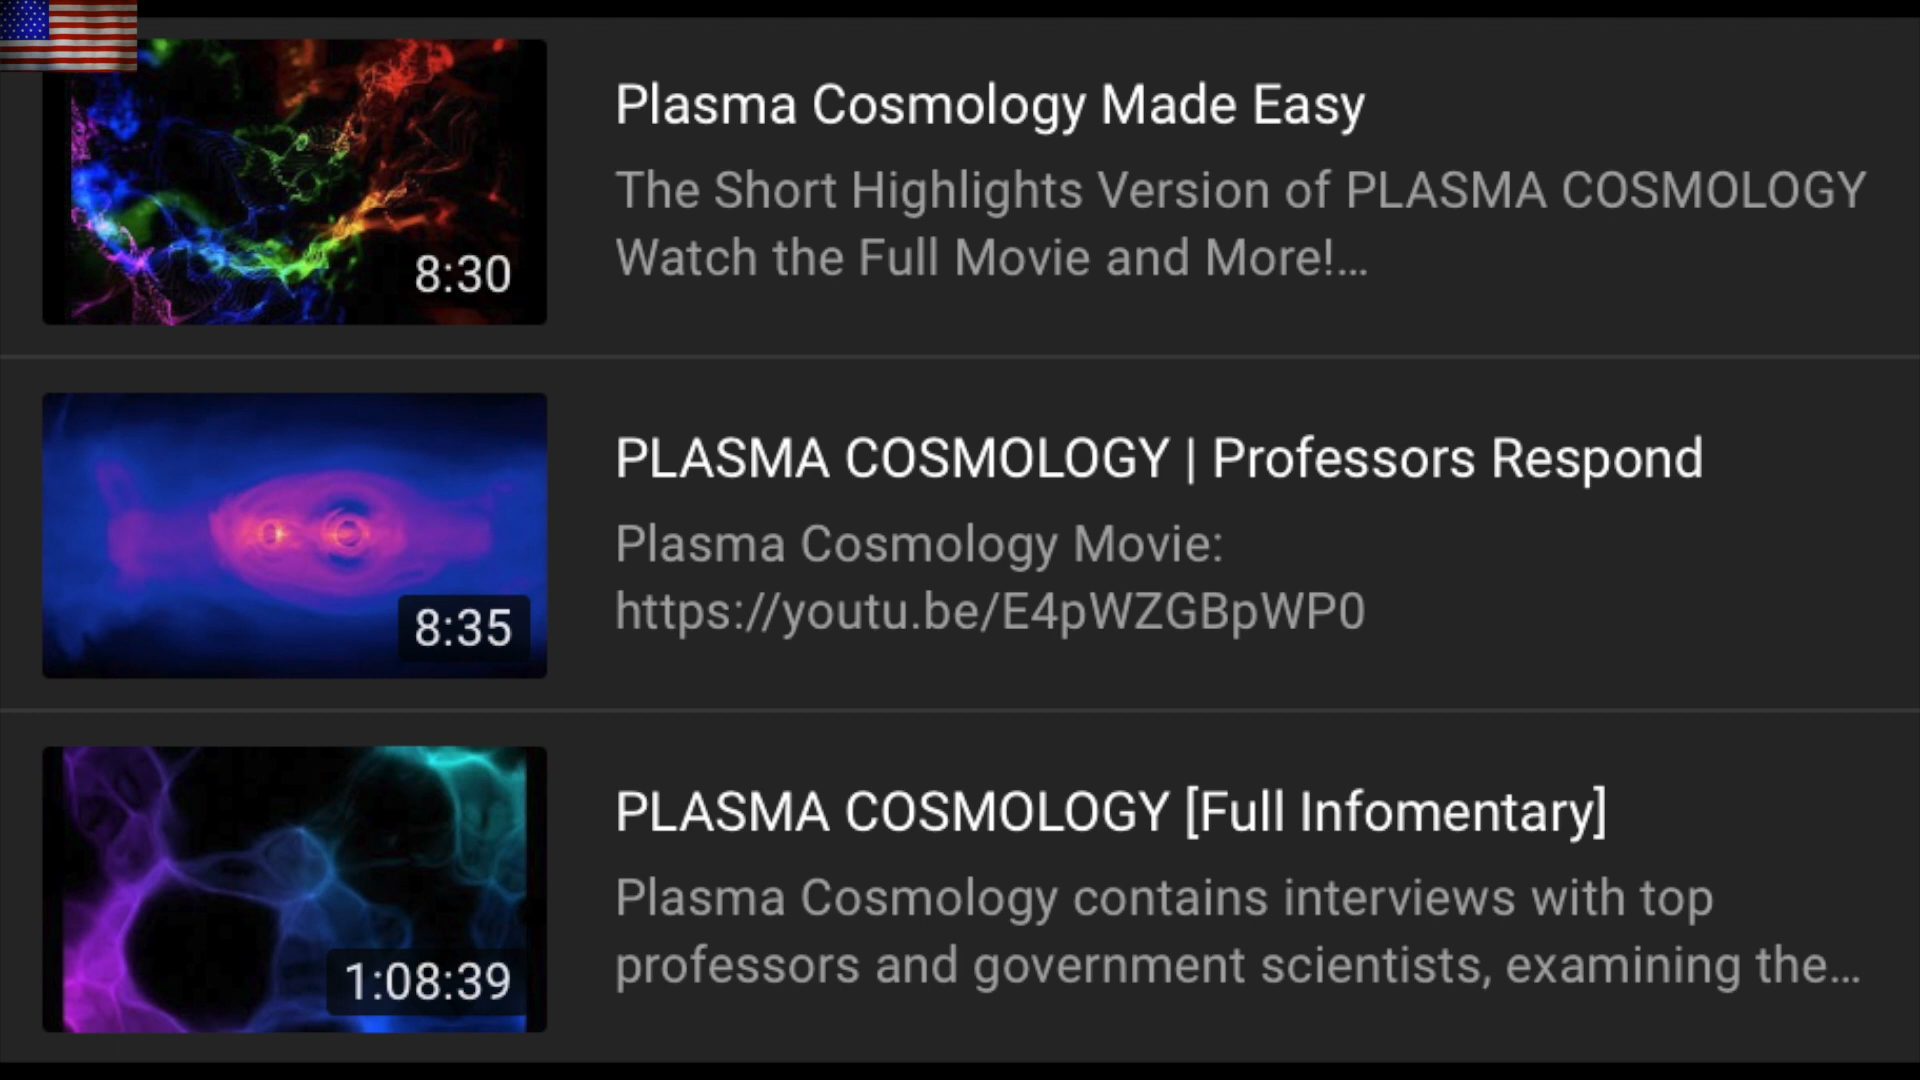 Plasma Cosmology Made Easy
The Short Highlights Version of PLASMA COSMOLOGY
Watch the Full Movie and More!...
8:30
PLASMA COSMOLOGY | Professors Respond
Plasma Cosmology Movie:
https://youtu.be/E4pWZGBpWP0
8:35
PLASMA COSMOLOGY [Full Infomentary]
Plasma Cosmology contains interviews with top
professors and government scientists, examining the...
1:08:39